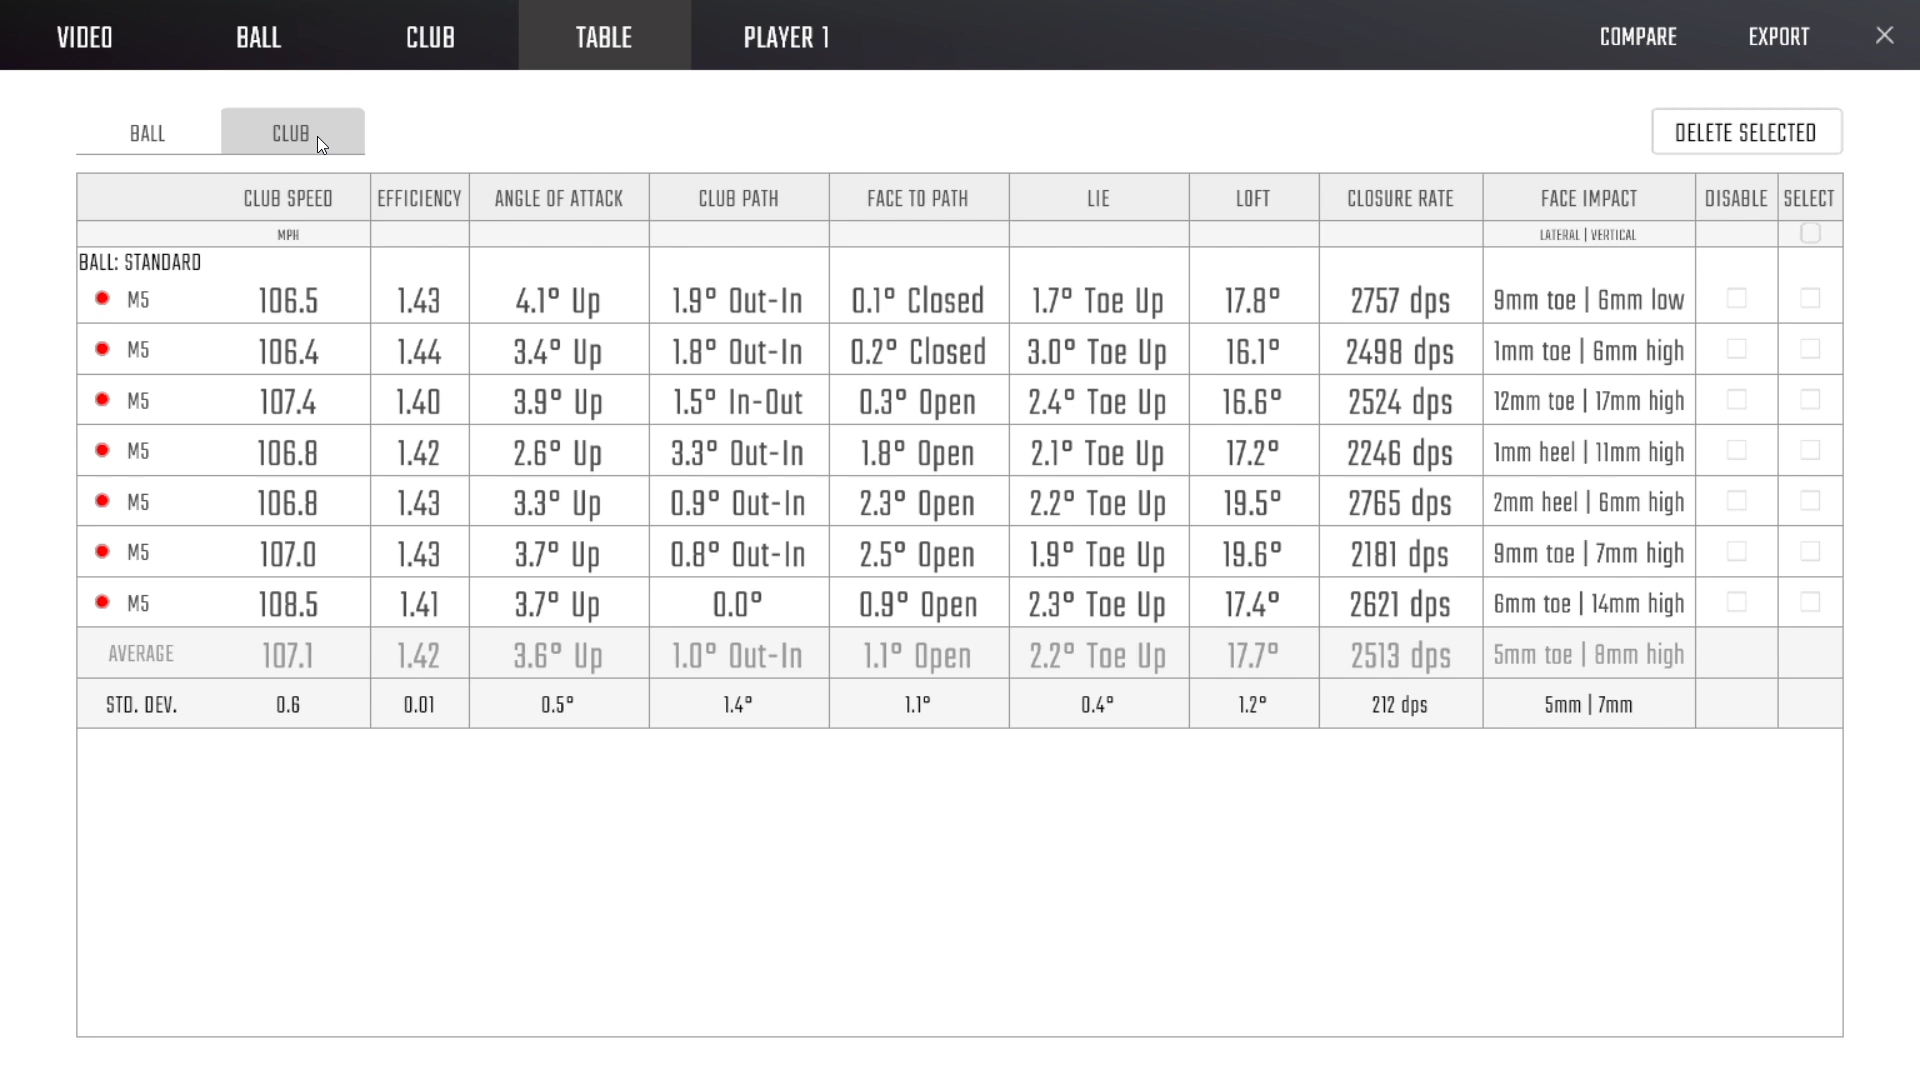 VIDEO BALL CLUB TABLE PLAYER 1 COMPARE EXPORT
BALL CLUB DELETE SELECTED
CLUB SPEED EFFICIENCY ANGLE OF ATTACK CLUB PATH FACE TO PATH LIE LOFT CLOSURE RATE FACE IMPACT DISABLE SELECT
MPH LATERAL | VERTICAL
BALL: STANDARD
M5 106.5 1.43 4.1° Up 1.9° Out-In 0.1° Closed 1.7° Toe Up 17.8° 2757 dps 9mm toe | 6mm low
M5 106.4 1.44 3.4° Up 1.8° Out-In 0.2° Closed 3.0° Toe Up 16.1° 2498 dps 1mm toe | 6mm high
M5 107.4 1.40 3.9° Up 1.5° In-Out 0.3° Open 2.4° Toe Up 16.6° 2524 dps 12mm toe | 17mm high
M5 106.8 1.42 2.6° Up 3.3° Out-In 1.8° Open 2.1° Toe Up 17.2° 2246 dps 1mm heel | 11mm high
M5 106.8 1.43 3.3° Up 0.9° Out-In 2.3° Open 2.2° Toe Up 19.5° 2765 dps 2mm heel | 6mm high
M5 107.0 1.43 3.7° Up 0.8° Out-In 2.5° Open 1.9° Toe Up 19.6° 2181 dps 9mm toe | 7mm high
M5 108.5 1.41 3.7° Up 0.0° 0.9° Open 2.3° Toe Up 17.4° 2621 dps 6mm toe | 14mm high
AVERAGE 107.1 1.42 3.6° Up 1.0° Out-In 1.1° Open 2.2° Toe Up 17.7° 2513 dps 5mm toe | 8mm high
STD. DEV. 0.6 0.01 0.5° 1.4° 1.1° 0.4° 1.2° 212 dps 5mm | 7mm